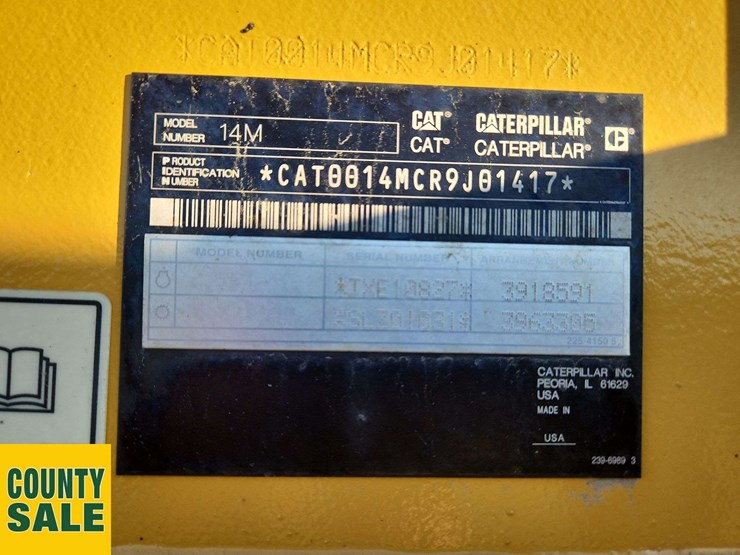 *CAT0014MCR9J01417*
MODEL NUMBER 14M
CAT® CATERPILLAR®
CAT® CATERPILLAR®
PRODUCT IDENTIFICATION NUMBER *CAT0014MCR9J01417*
MODEL NUMBER SERIAL NUMBER
3918591
3963305
CATERPILLAR INC.
PEORIA, IL 61629
USA
MADE IN
USA
239-6989 3
COUNTY
SALE